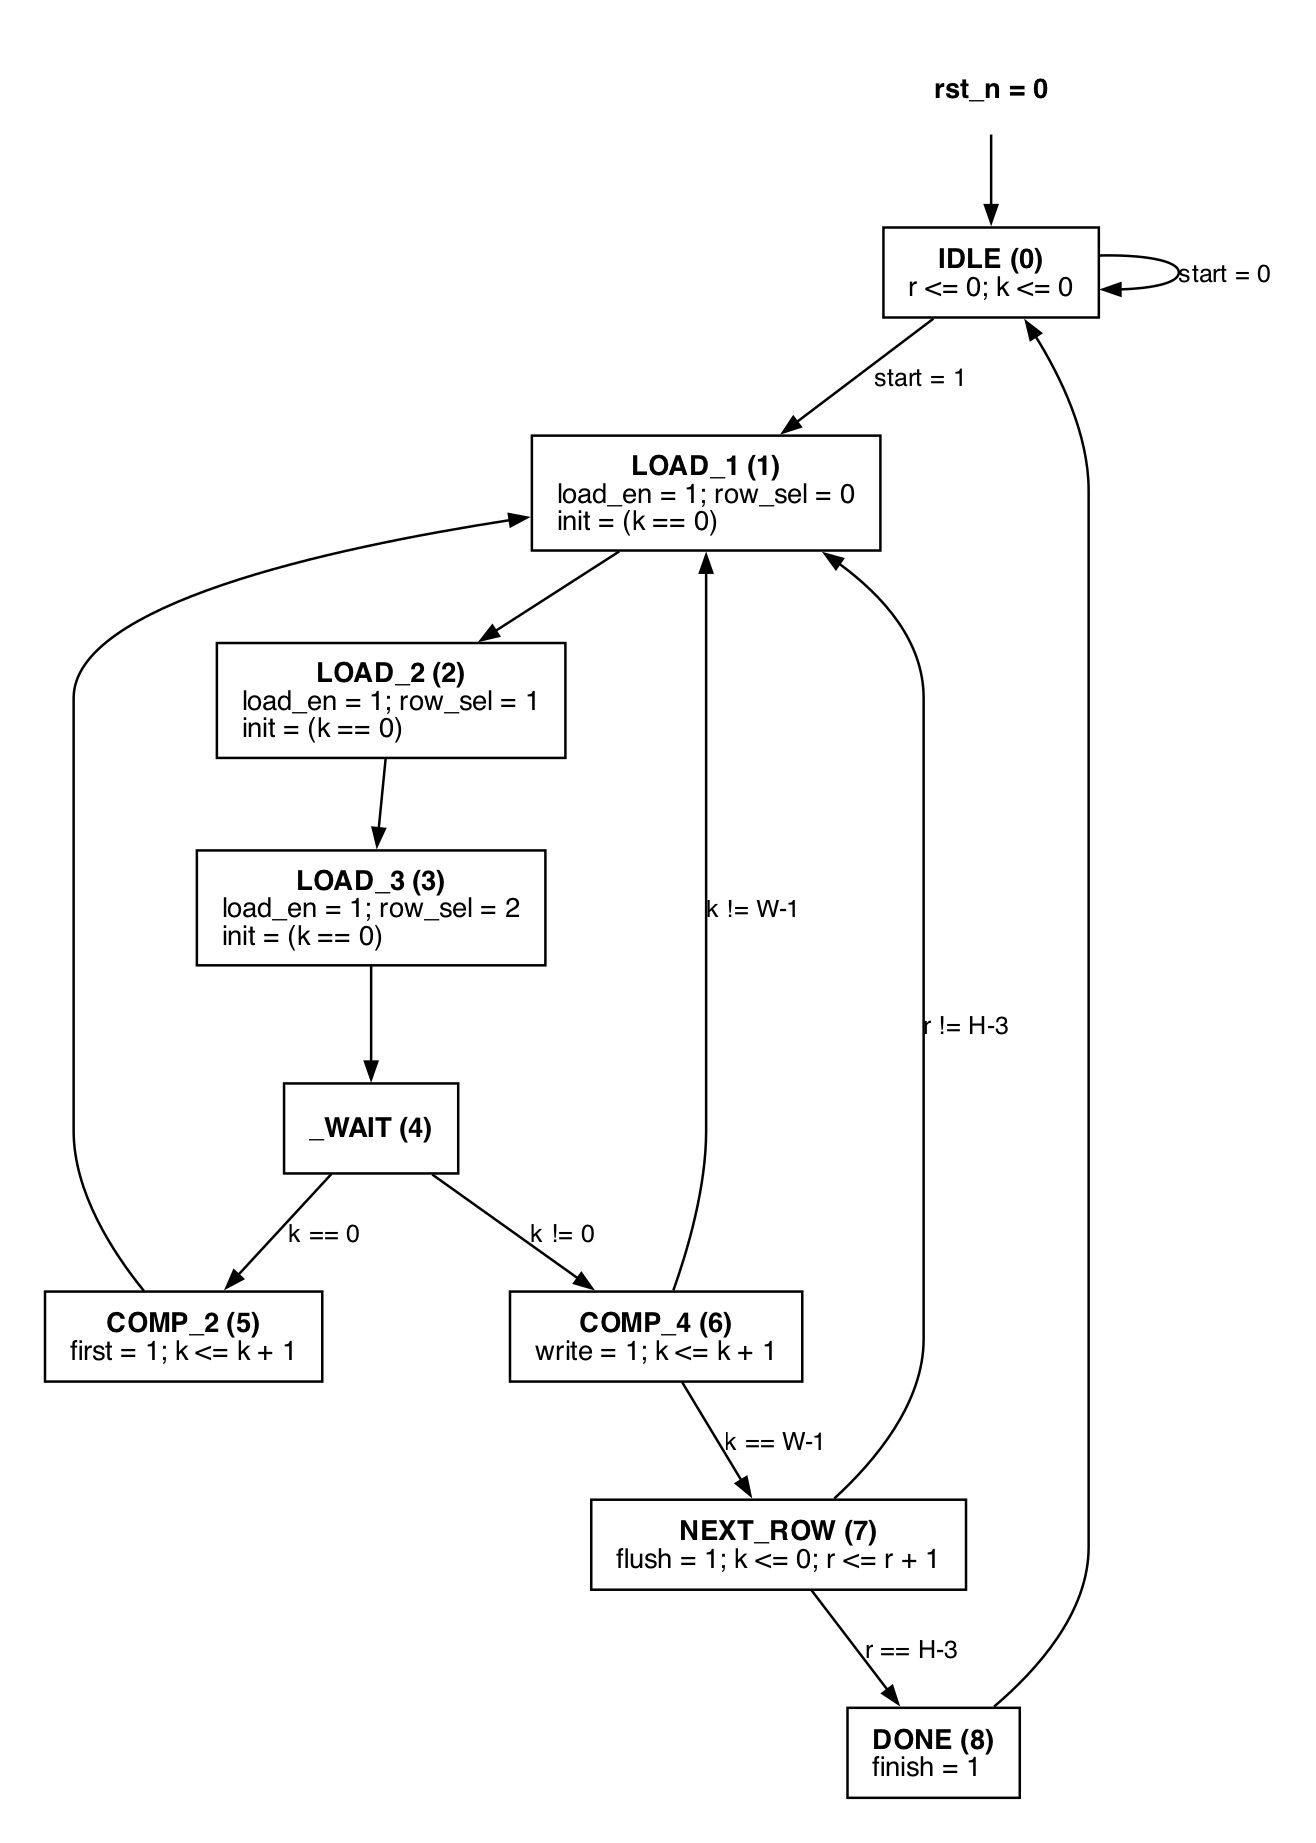 rst_n = 0
IDLE (0)
r <= 0; k <= 0
start = 0
start = 1
LOAD_1 (1)
load_en = 1; row_sel = 0
init = (k == 0)
LOAD_2 (2)
load_en = 1; row_sel = 1
init = (k == 0)
LOAD_3 (3)
load_en = 1; row_sel = 2
init = (k == 0)
k != W-1
r != H-3
_WAIT (4)
k == 0
k != 0
COMP_2 (5)
first = 1; k <= k + 1
COMP_4 (6)
write = 1; k <= k + 1
k == W-1
NEXT_ROW (7)
flush = 1; k <= 0; r <= r + 1
r == H-3
DONE (8)
finish = 1